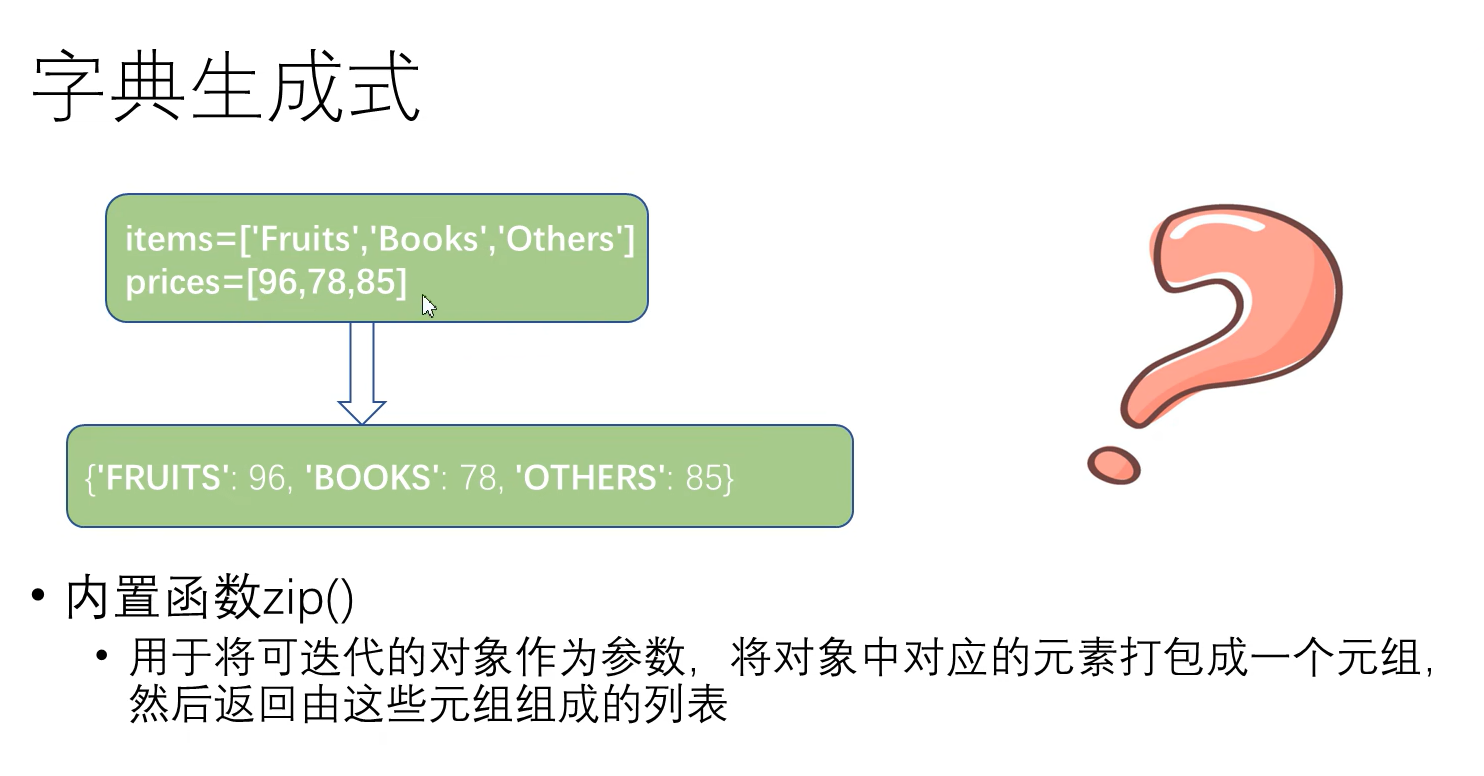 字典生成式
items=['Fruits','Books','Others']
prices=[96,78,85]
{'FRUITS': 96, 'BOOKS': 78, 'OTHERS': 85}
• 内置函数zip()
• 用于将可迭代的对象作为参数，将对象中对应的元素打包成一个元组，
然后返回由这些元组组成的列表